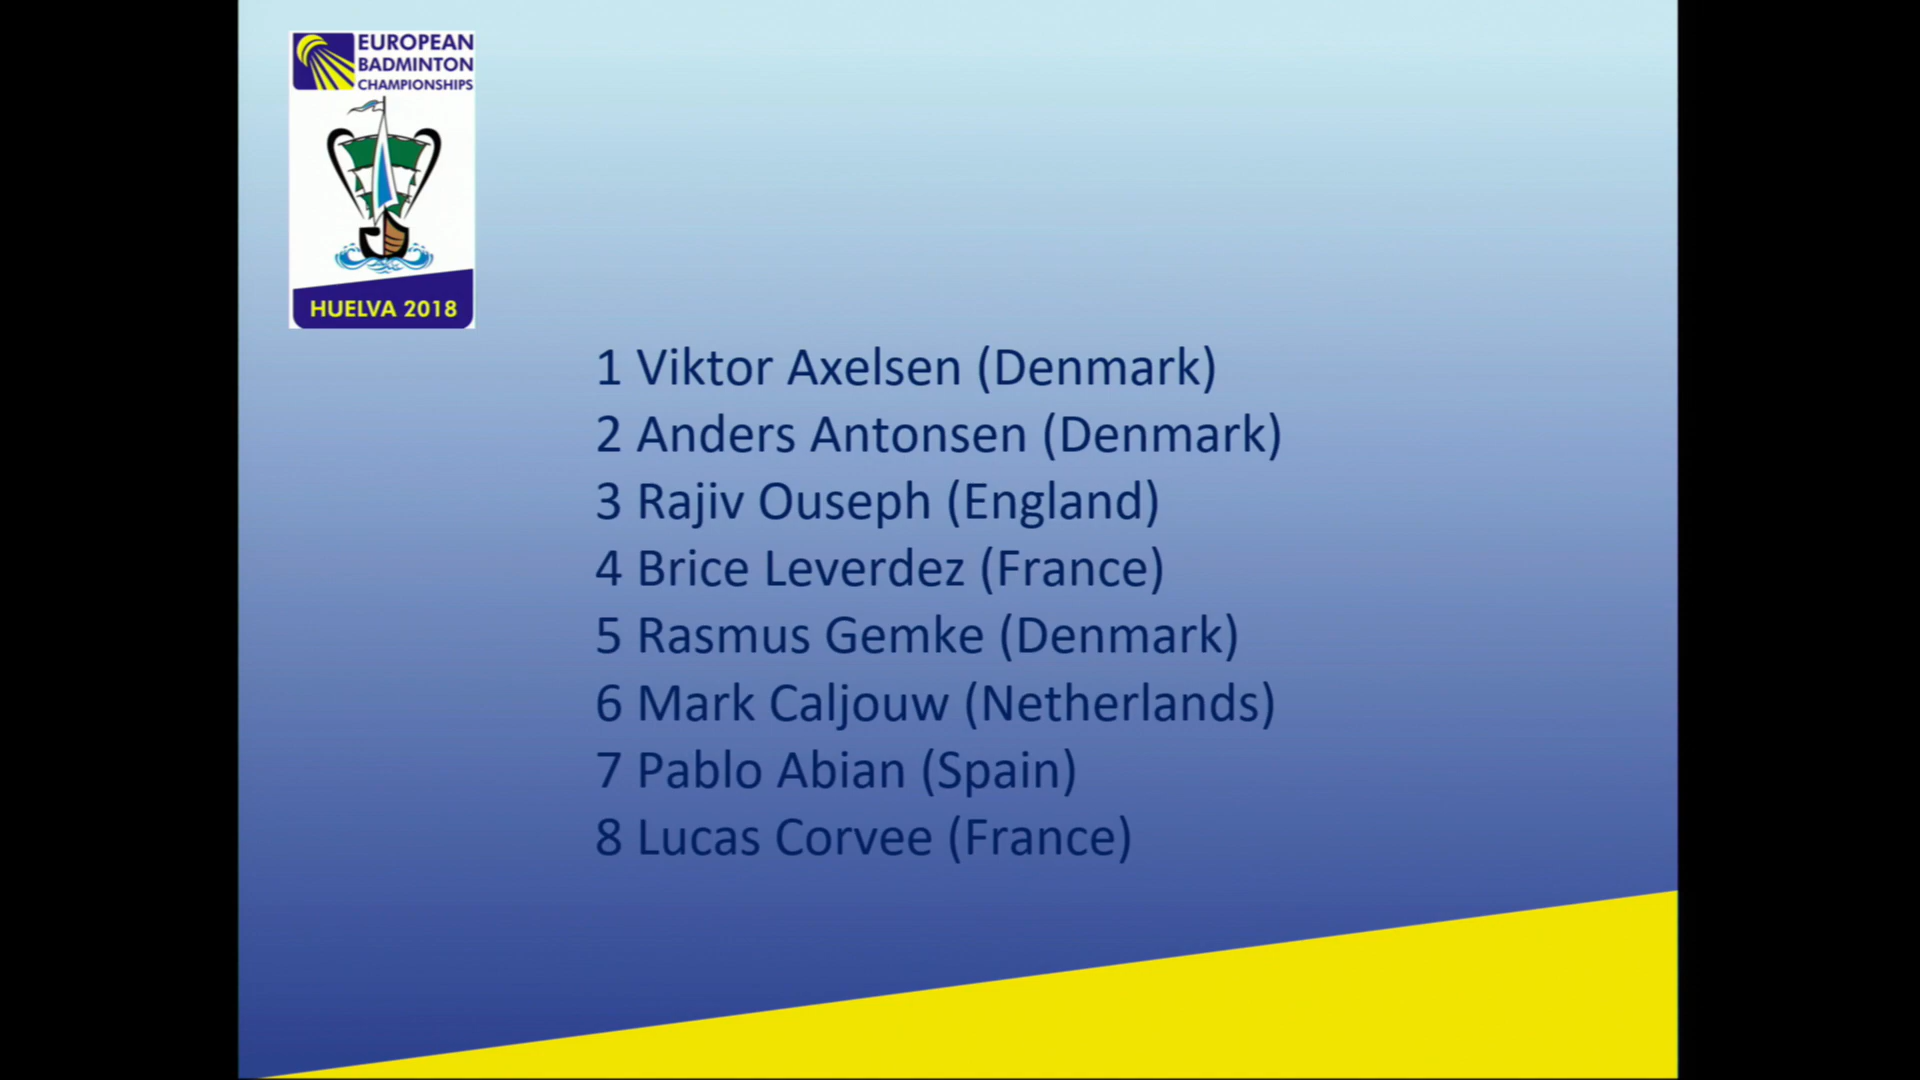 EUROPEAN
BADMINTON
CHAMPIONSHIPS
HUELVA 2018
1 Viktor Axelsen (Denmark)
2 Anders Antonsen (Denmark)
3 Rajiv Ouseph (England)
4 Brice Leverdez (France)
5 Rasmus Gemke (Denmark)
6 Mark Caljouw (Netherlands)
7 Pablo Abian (Spain)
8 Lucas Corvee (France)